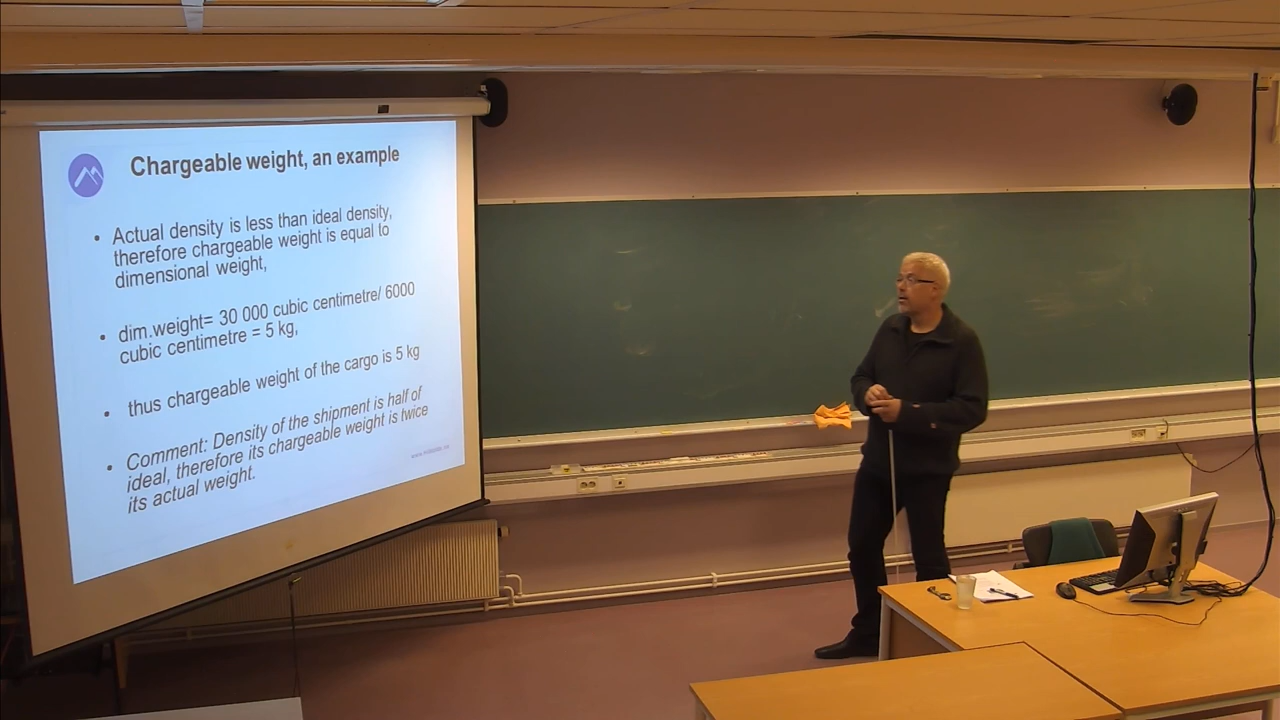 Chargeable weight, an example
• Actual density is less than ideal density,
therefore chargeable weight is equal to
dimensional weight,
• dim.weight= 30 000 cubic centimetre/ 6000
cubic centimetre = 5 kg,
• thus chargeable weight of the cargo is 5 kg
• Comment: Density of the shipment is half of
ideal, therefore its chargeable weight is twice
its actual weight.